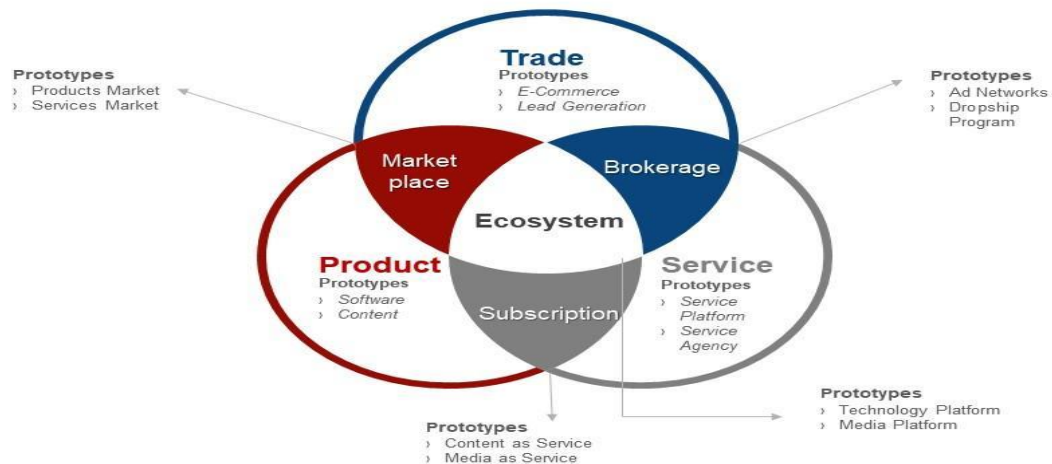 Trade
Prototypes
› E-Commerce
› Lead Generation
Prototypes
› Products Market
› Services Market
Prototypes
› Ad Networks
› Dropship
Program
Market
place
Brokerage
Ecosystem
Product
Prototypes
› Software
› Content
Service
Prototypes
› Service
Platform
› Service
Agency
Subscription
Prototypes
› Technology Platform
› Media Platform
Prototypes
› Content as Service
› Media as Service